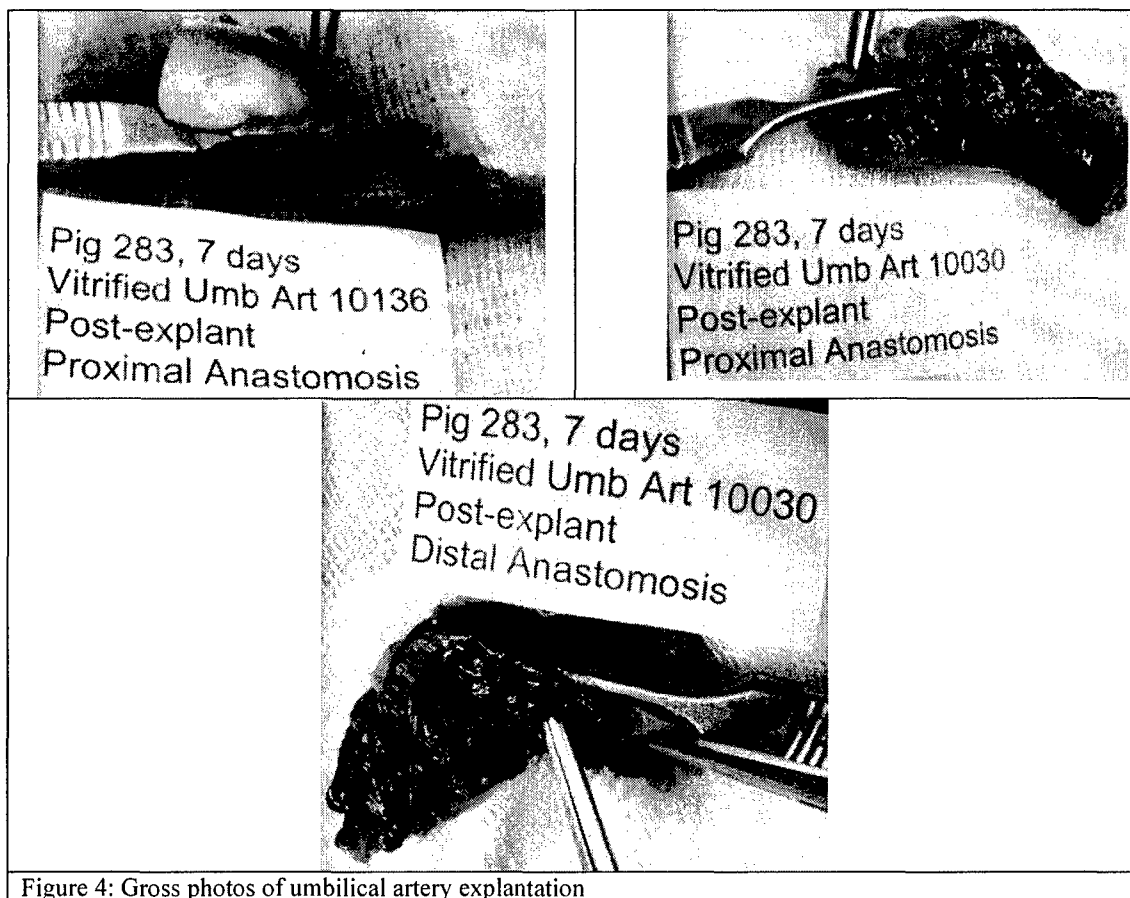 Pig 283, 7 days
Vitrified Umb Art 10136
Post-explant
Proximal Anastomosis
Pig 283, 7 days
Vitrified Umb Art 10030
Post-explant
Proximal Anastomosis
Pig 283, 7 days
Vitrified Umb Art 10030
Post-explant
Distal Anastomosis
Figure 4: Gross photos of umbilical artery explantation